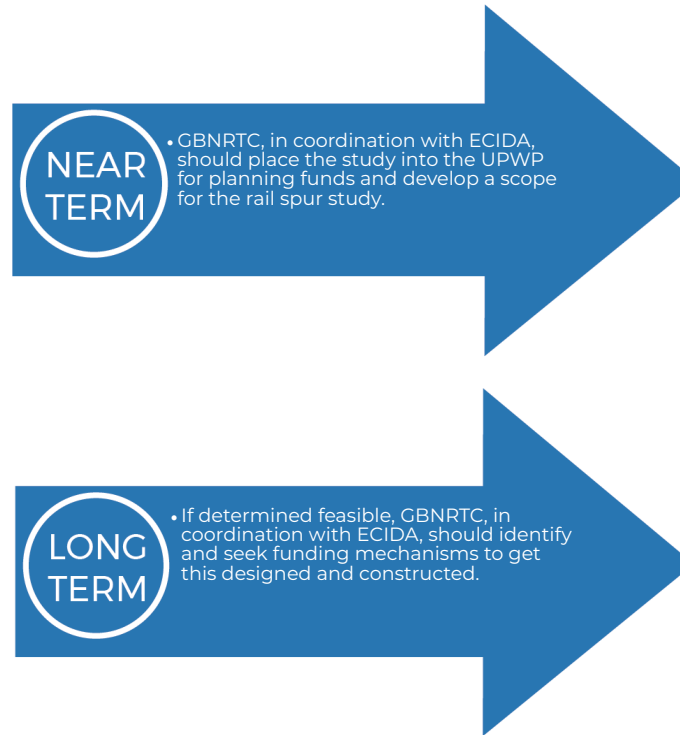 NEAR
TERM
• GBNRTC, in coordination with ECIDA,
should place the study into the UPWP
for planning funds and develop a scope
for the rail spur study.
LONG
TERM
• If determined feasible, GBNRTC, in
coordination with ECIDA, should identify
and seek funding mechanisms to get
this designed and constructed.